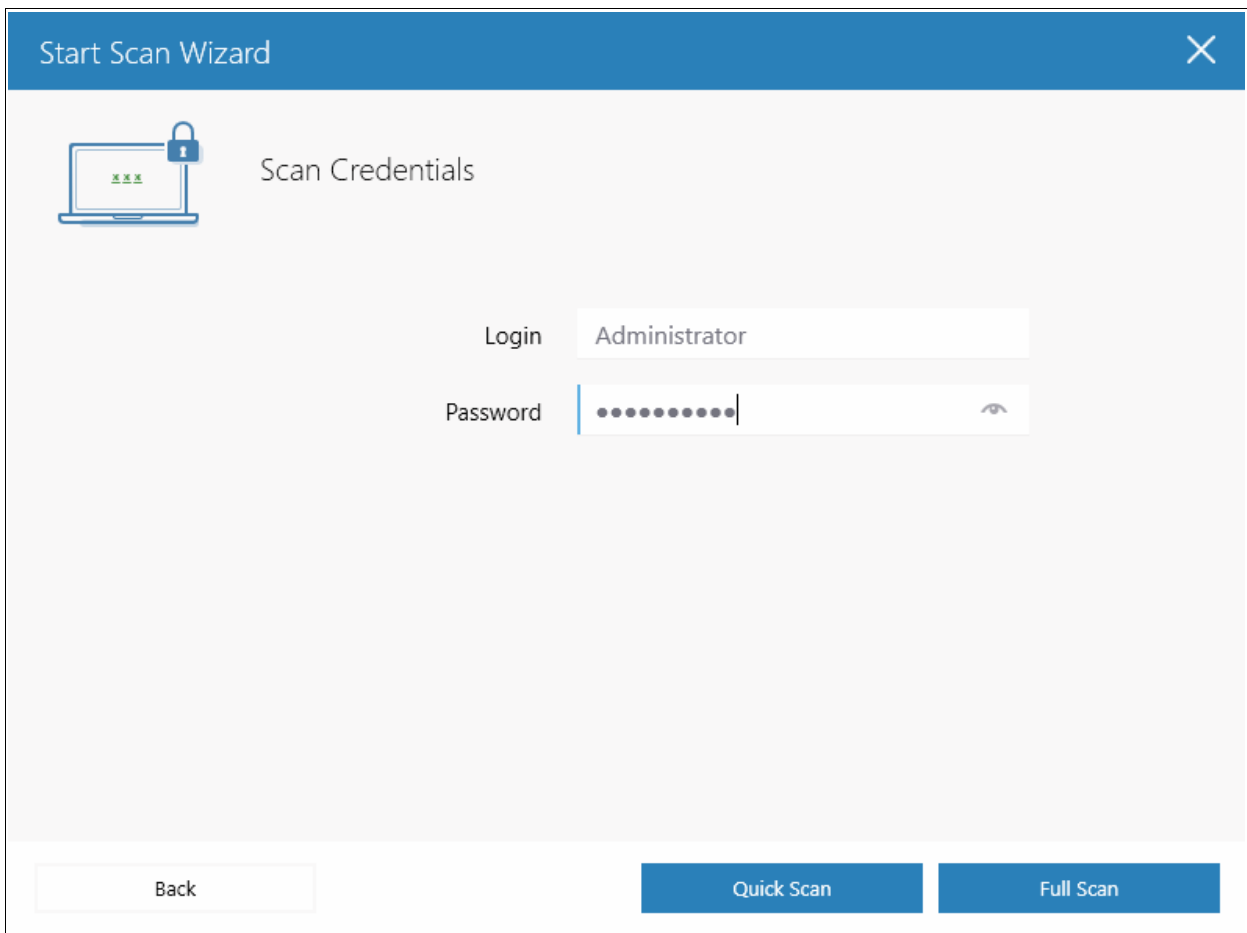 Start Scan Wizard
Scan Credentials
Login Administrator
Password ●●●●●●●●●●
Back Quick Scan Full Scan